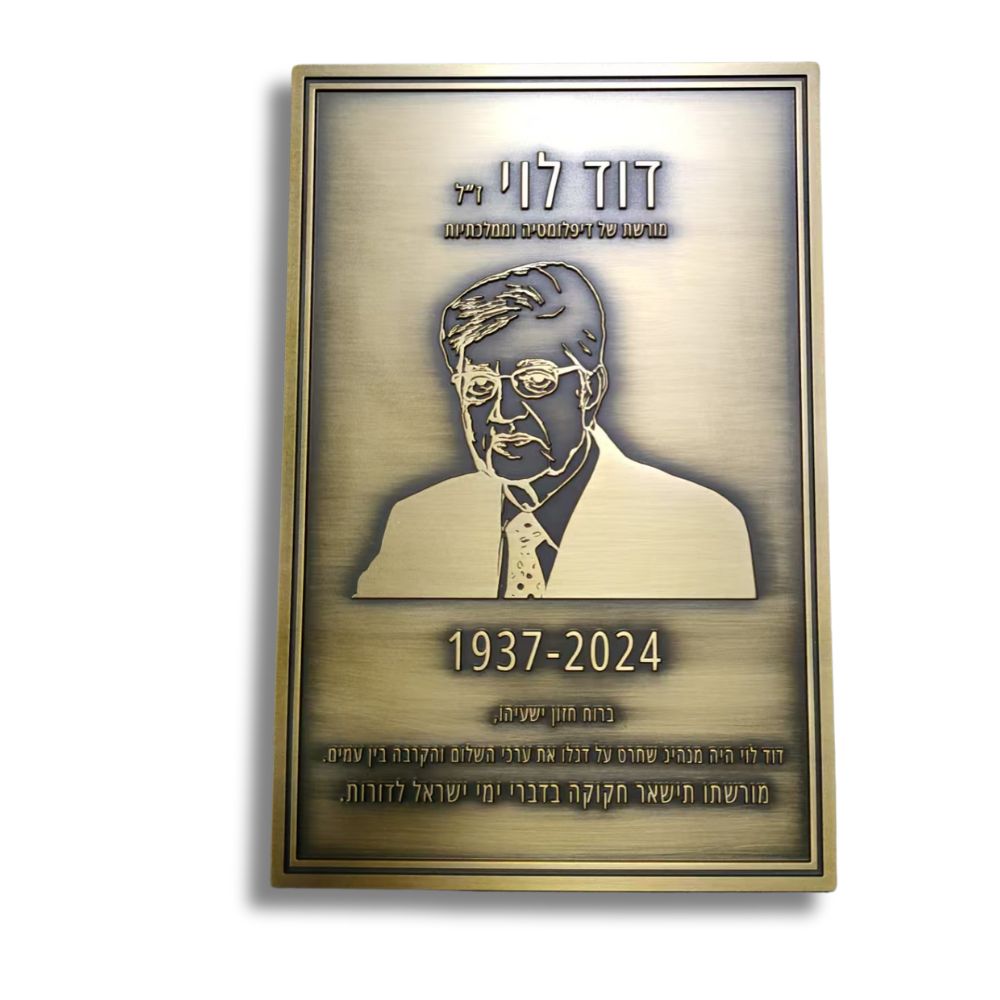 דוד לוי ז"ל
מורשת של דיפלומטיה וממלכתיות
1937-2024
ברוח חזון ישעיהו,
דוד לוי היה מנהיג שחרט על דגלו את ערכי השלום והקרבה בין עמים.
מורשתו תישאר חקוקה בדברי ימי ישראל לדורות.